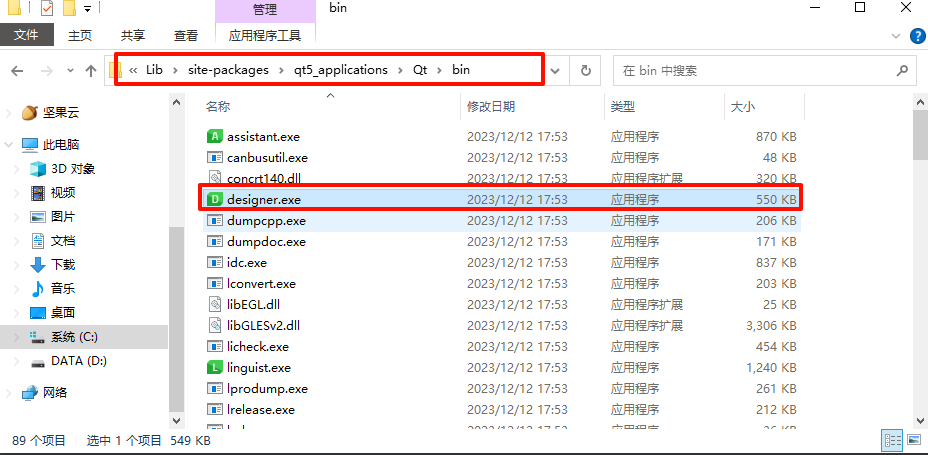 管理 bin
文件 主页 共享 查看 应用程序工具
« Lib › site-packages › qt5_applications › Qt › bin 在 bin 中搜索
坚果云
此电脑
3D 对象
视频
图片
文档
下载
音乐
桌面
系统 (C:)
DATA (D:)
网络
名称 修改日期 类型 大小
assistant.exe 2023/12/12 17:53 应用程序 870 KB
canbusutil.exe 2023/12/12 17:53 应用程序 48 KB
concrt140.dll 2023/12/12 17:53 应用程序扩展 320 KB
designer.exe 2023/12/12 17:53 应用程序 550 KB
dumpcpp.exe 2023/12/12 17:53 应用程序 206 KB
dumpdoc.exe 2023/12/12 17:53 应用程序 171 KB
idc.exe 2023/12/12 17:53 应用程序 837 KB
lconvert.exe 2023/12/12 17:53 应用程序 203 KB
libEGL.dll 2023/12/12 17:53 应用程序扩展 25 KB
libGLESv2.dll 2023/12/12 17:53 应用程序扩展 3,306 KB
licheck.exe 2023/12/12 17:53 应用程序 454 KB
linguist.exe 2023/12/12 17:53 应用程序 1,240 KB
lprodump.exe 2023/12/12 17:53 应用程序 261 KB
lrelease.exe 2023/12/12 17:53 应用程序 212 KB
89 个项目 选中 1 个项目 549 KB